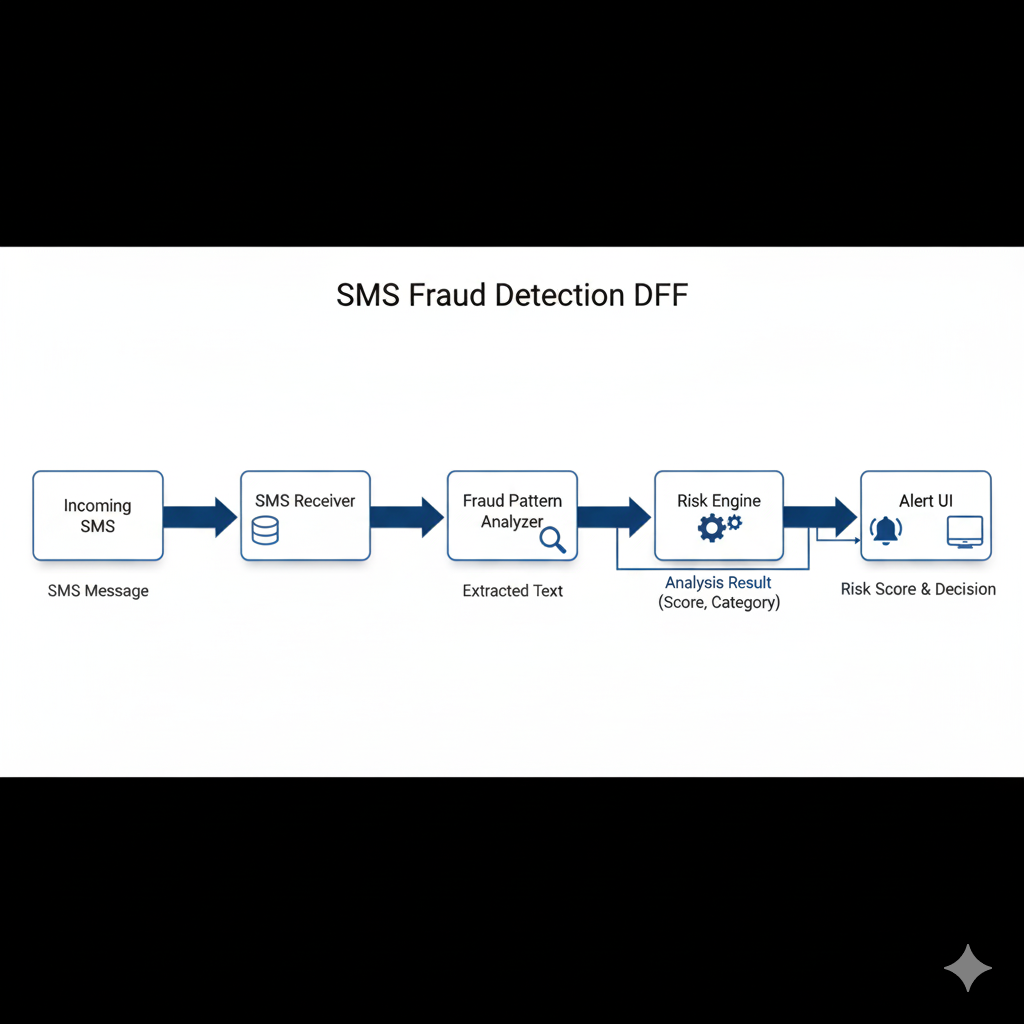 SMS Fraud Detection DFF
Incoming
SMS
SMS Receiver
Fraud Pattern
Analyzer
Risk Engine
Alert UI
SMS Message
Extracted Text
Analysis Result
(Score, Category)
Risk Score & Decision